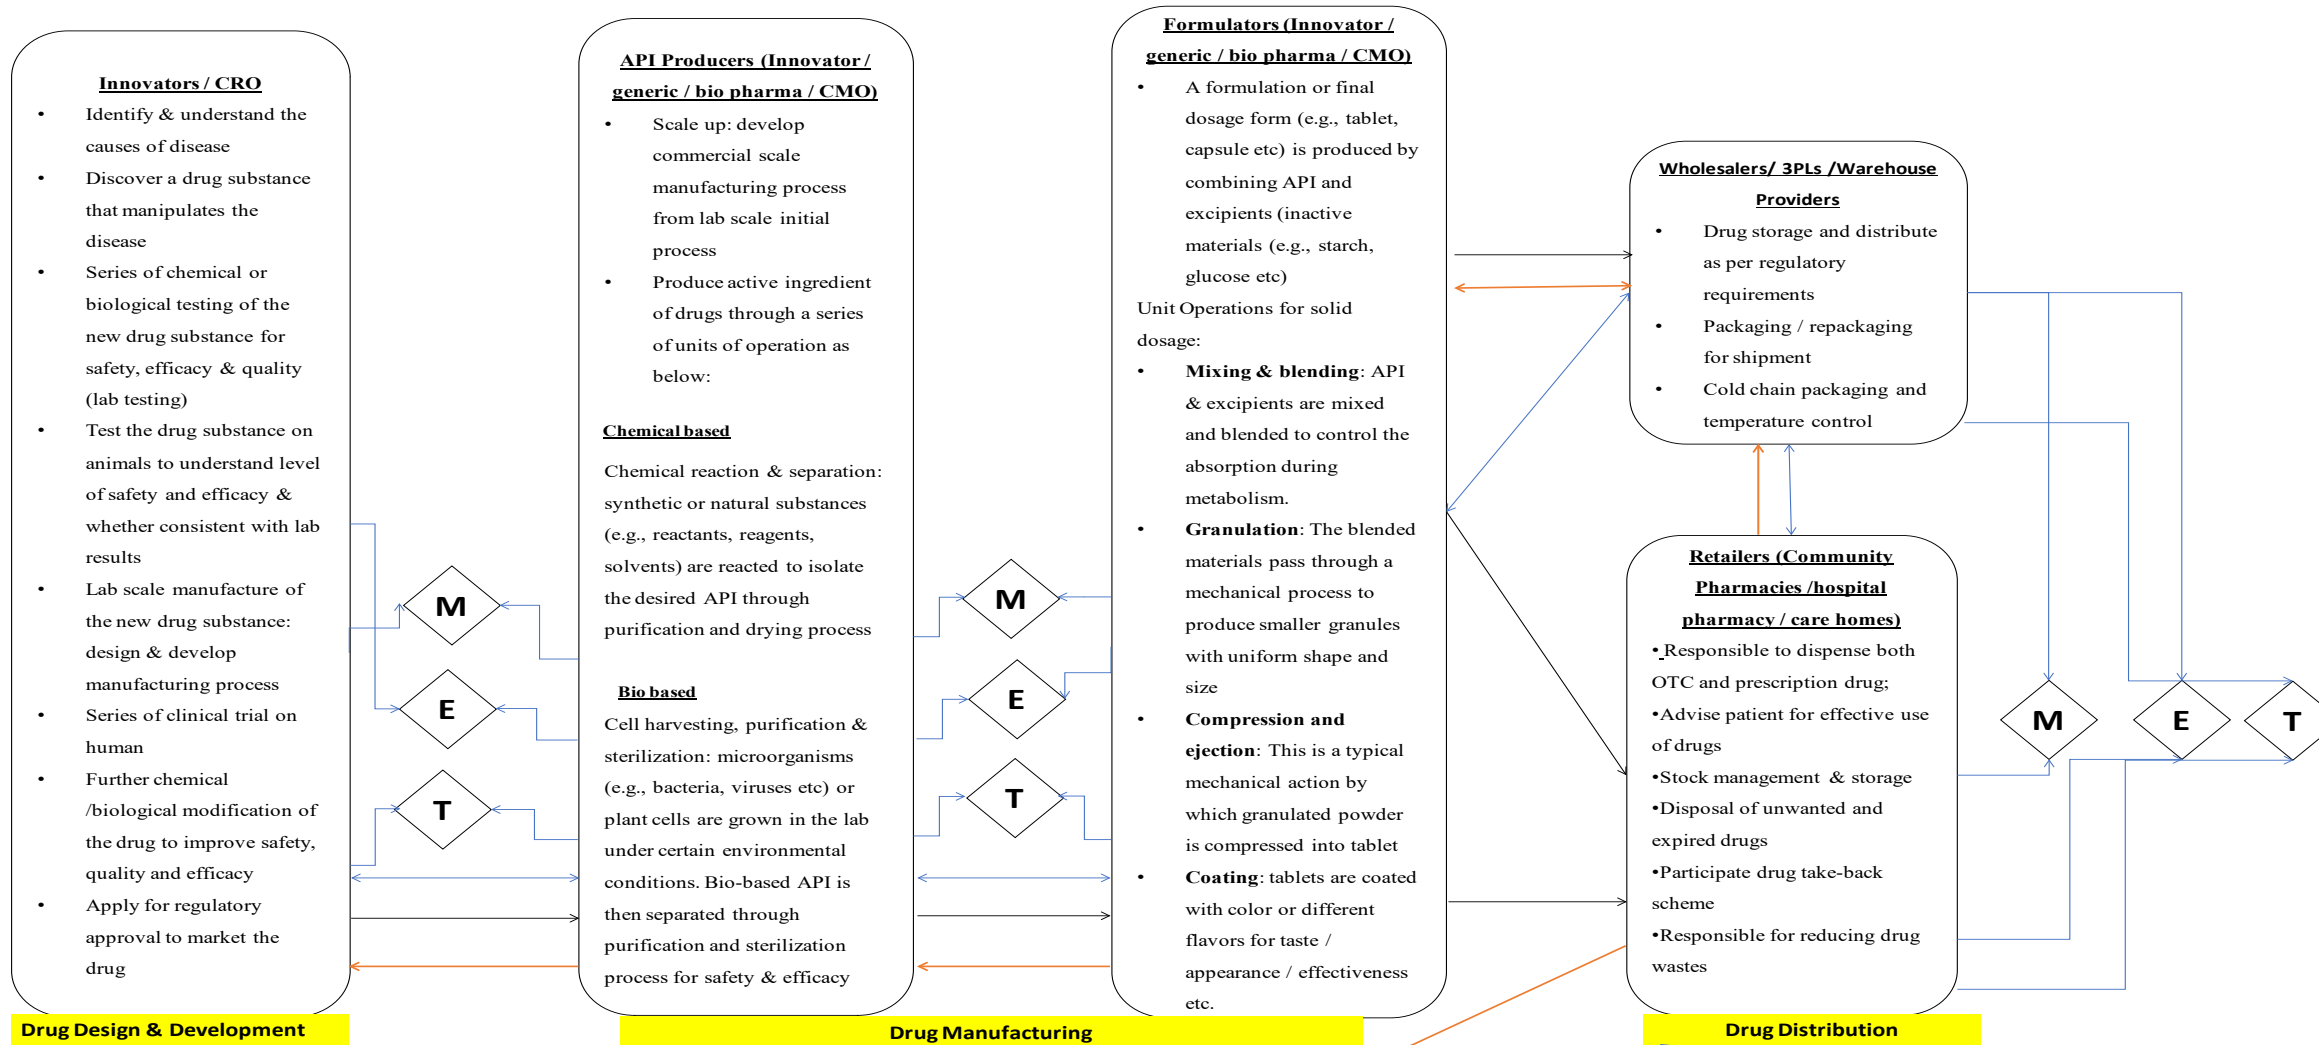 Innovators / CRO
• Identify & understand the
causes of disease
• Discover a drug substance
that manipulates the
disease
• Series of chemical or
biological testing of the
new drug substance for
safety, efficacy & quality
(lab testing)
• Test the drug substance on
animals to understand level
of safety and efficacy &
whether consistent with lab
results
• Lab scale manufacture of
the new drug substance:
design & develop
manufacturing process
• Series of clinical trial on
human
• Further chemical
/biological modification of
the drug to improve safety,
quality and efficacy
• Apply for regulatory
approval to market the
drug
Drug Design & Development
M
E
T
API Producers (Innovator /
generic / bio pharma / CMO)
• Scale up: develop
commercial scale
manufacturing process
from lab scale initial
process
• Produce active ingredient
of drugs through a series
of units of operation as
below:
Chemical based
Chemical reaction & separation:
synthetic or natural substances
(e.g., reactants, reagents,
solvents) are reacted to isolate
the desired API through
purification and drying process
Bio based
Cell harvesting, purification &
sterilization: microorganisms
(e.g., bacteria, viruses etc) or
plant cells are grown in the lab
under certain environmental
conditions. Bio-based API is
then separated through
purification and sterilization
process for safety & efficacy
M
E
T
Formulators (Innovator /
generic / bio pharma / CMO)
• A formulation or final
dosage form (e.g., tablet,
capsule etc) is produced by
combining API and
excipients (inactive
materials (e.g., starch,
glucose etc)
Unit Operations for solid
dosage:
• Mixing & blending: API
& excipients are mixed
and blended to control the
absorption during
metabolism.
• Granulation: The blended
materials pass through a
mechanical process to
produce smaller granules
with uniform shape and
size
• Compression and
ejection: This is a typical
mechanical action by
which granulated powder
is compressed into tablet
• Coating: tablets are coated
with color or different
flavors for taste /
appearance / effectiveness
etc.
Drug Manufacturing
Wholesalers/ 3PLs /Warehouse
Providers
• Drug storage and distribute
as per regulatory
requirements
• Packaging / repackaging
for shipment
• Cold chain packaging and
temperature control
Retailers (Community
Pharmacies /hospital
pharmacy / care homes)
• Responsible to dispense both
OTC and prescription drug;
•Advise patient for effective use
of drugs
•Stock management & storage
•Disposal of unwanted and
expired drugs
•Participate drug take-back
scheme
•Responsible for reducing drug
wastes
Drug Distribution
M
E
T